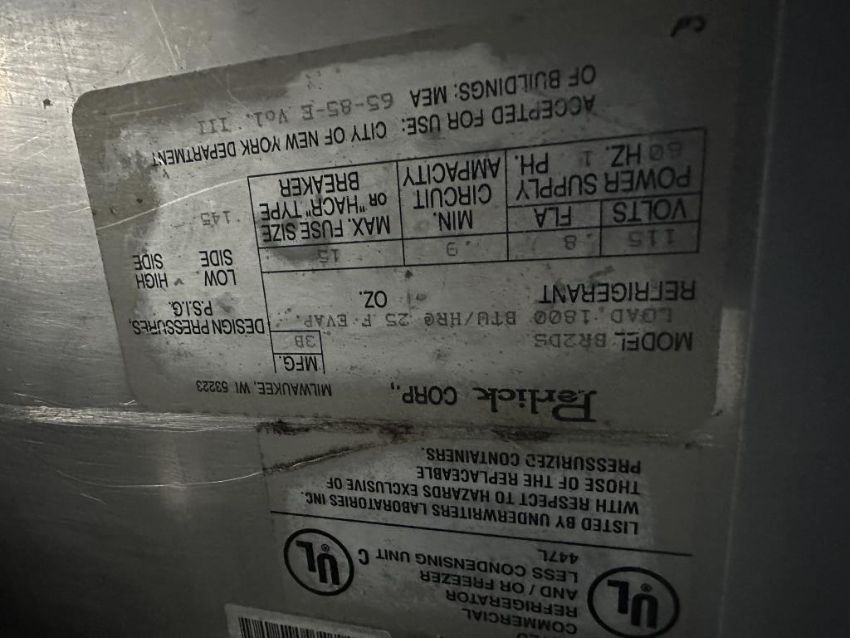 COMMERCIAL
REFRIGERATOR
AND / OR FREEZER
LESS CONDENSING UNIT
447L
UL
C UL
LISTED BY UNDERWRITERS LABORATORIES INC.
WITH RESPECT TO HAZARDS EXCLUSIVE OF
THOSE OF THE REPLACEABLE
PRESSURIZED CONTAINERS.
Perlick CORP., MILWAUKEE, WI 53223
MODEL BR2DS MFG. 3B
LOAD,1800 BTU/HR@ 25 F EVAP.
REFRIGERANT OZ.
DESIGN PRESSURES, P.S.I.G.
LOW SIDE HIGH SIDE
145
115 .8 .9 15
VOLTS FLA MIN. CIRCUIT AMPACITY MAX. FUSE SIZE OR "HACR" TYPE BREAKER
POWER SUPPLY
60 HZ. 1 PH.
ACCEPTED FOR USE: CITY OF NEW YORK DEPARTMENT
OF BUILDINGS: MEA 65-85-E Vol. III